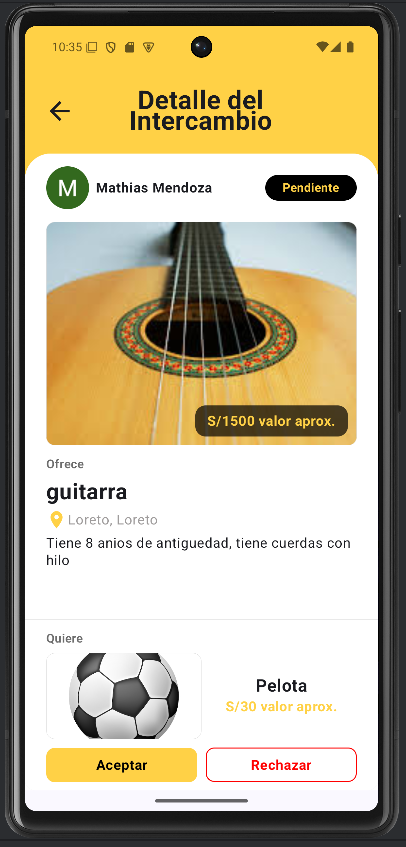 10:35
Detalle del
Intercambio
M
Mathias Mendoza
Pendiente
S/1500 valor aprox.
Ofrece
guitarra
Loreto, Loreto
Tiene 8 anios de antiguedad, tiene cuerdas con
hilo
Quiere
Pelota
S/30 valor aprox.
Aceptar
Rechazar